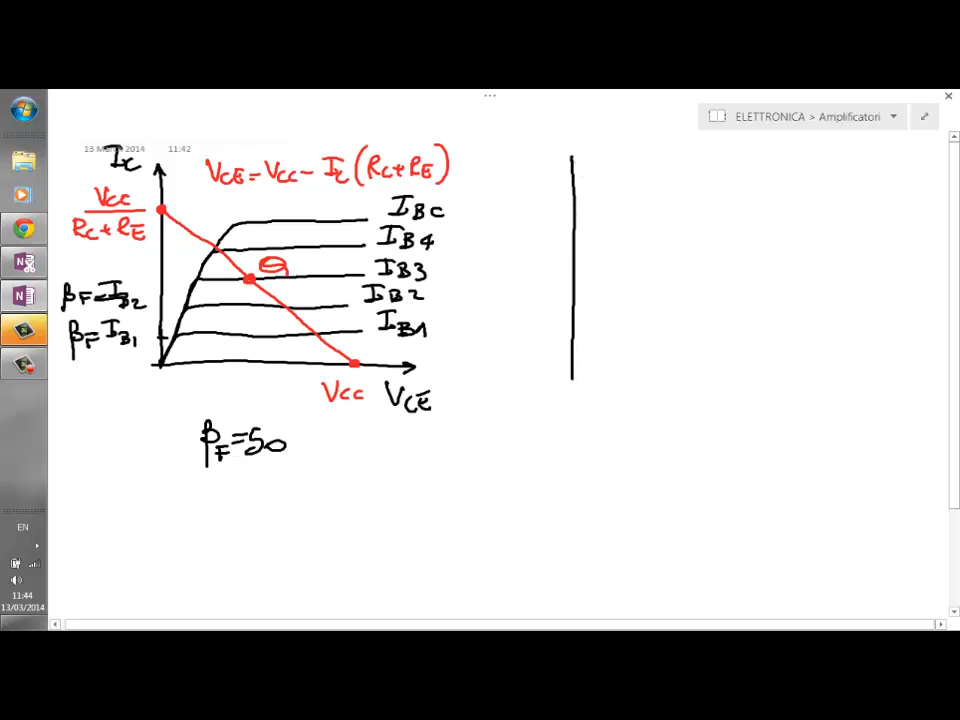 ELETTRONICA > Amplificatori
13 Marzo 2014 11:42
IC
VCE = VCC - IC (RC + RE)
VCC
RC + RE
IBC
IB4
Q
IB3
βF = IB2
IB2
βF = IB1
IB1
VCC
VCE
βF = 50
EN
11:44
13/03/2014